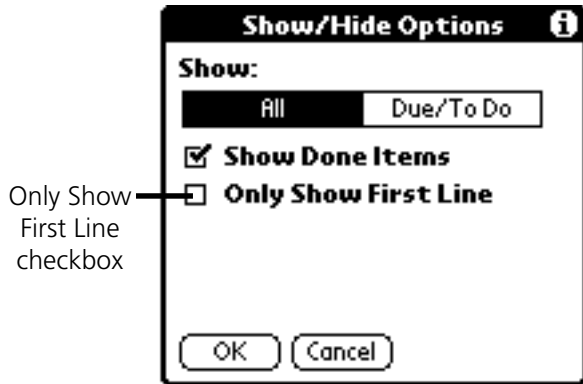 Show/Hide Options i
Show:
All Due/To Do
Show Done Items
Only Show First Line
Only Show
First Line
checkbox
OK Cancel